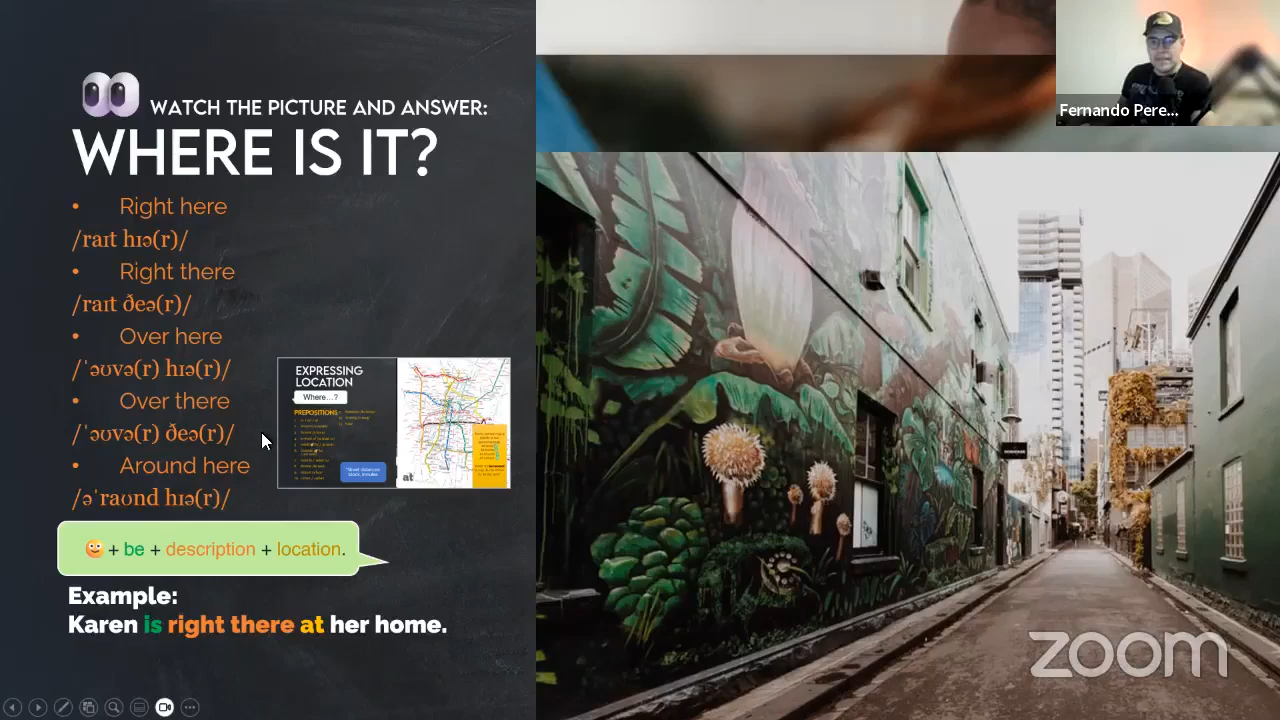 WATCH THE PICTURE AND ANSWER:
WHERE IS IT?
• Right here
/raɪt hɪə(r)/
• Right there
/raɪt ðeə(r)/
• Over here
/ˈəʊvə(r) hɪə(r)/
• Over there
/ˈəʊvə(r) ðeə(r)/
• Around here
/əˈraʊnd hɪə(r)/
EXPRESSING
LOCATION
Where...?
PREPOSITIONS
at
+ be + description + location.
Example:
Karen is right there at her home.
Fernando Pere...
zoom